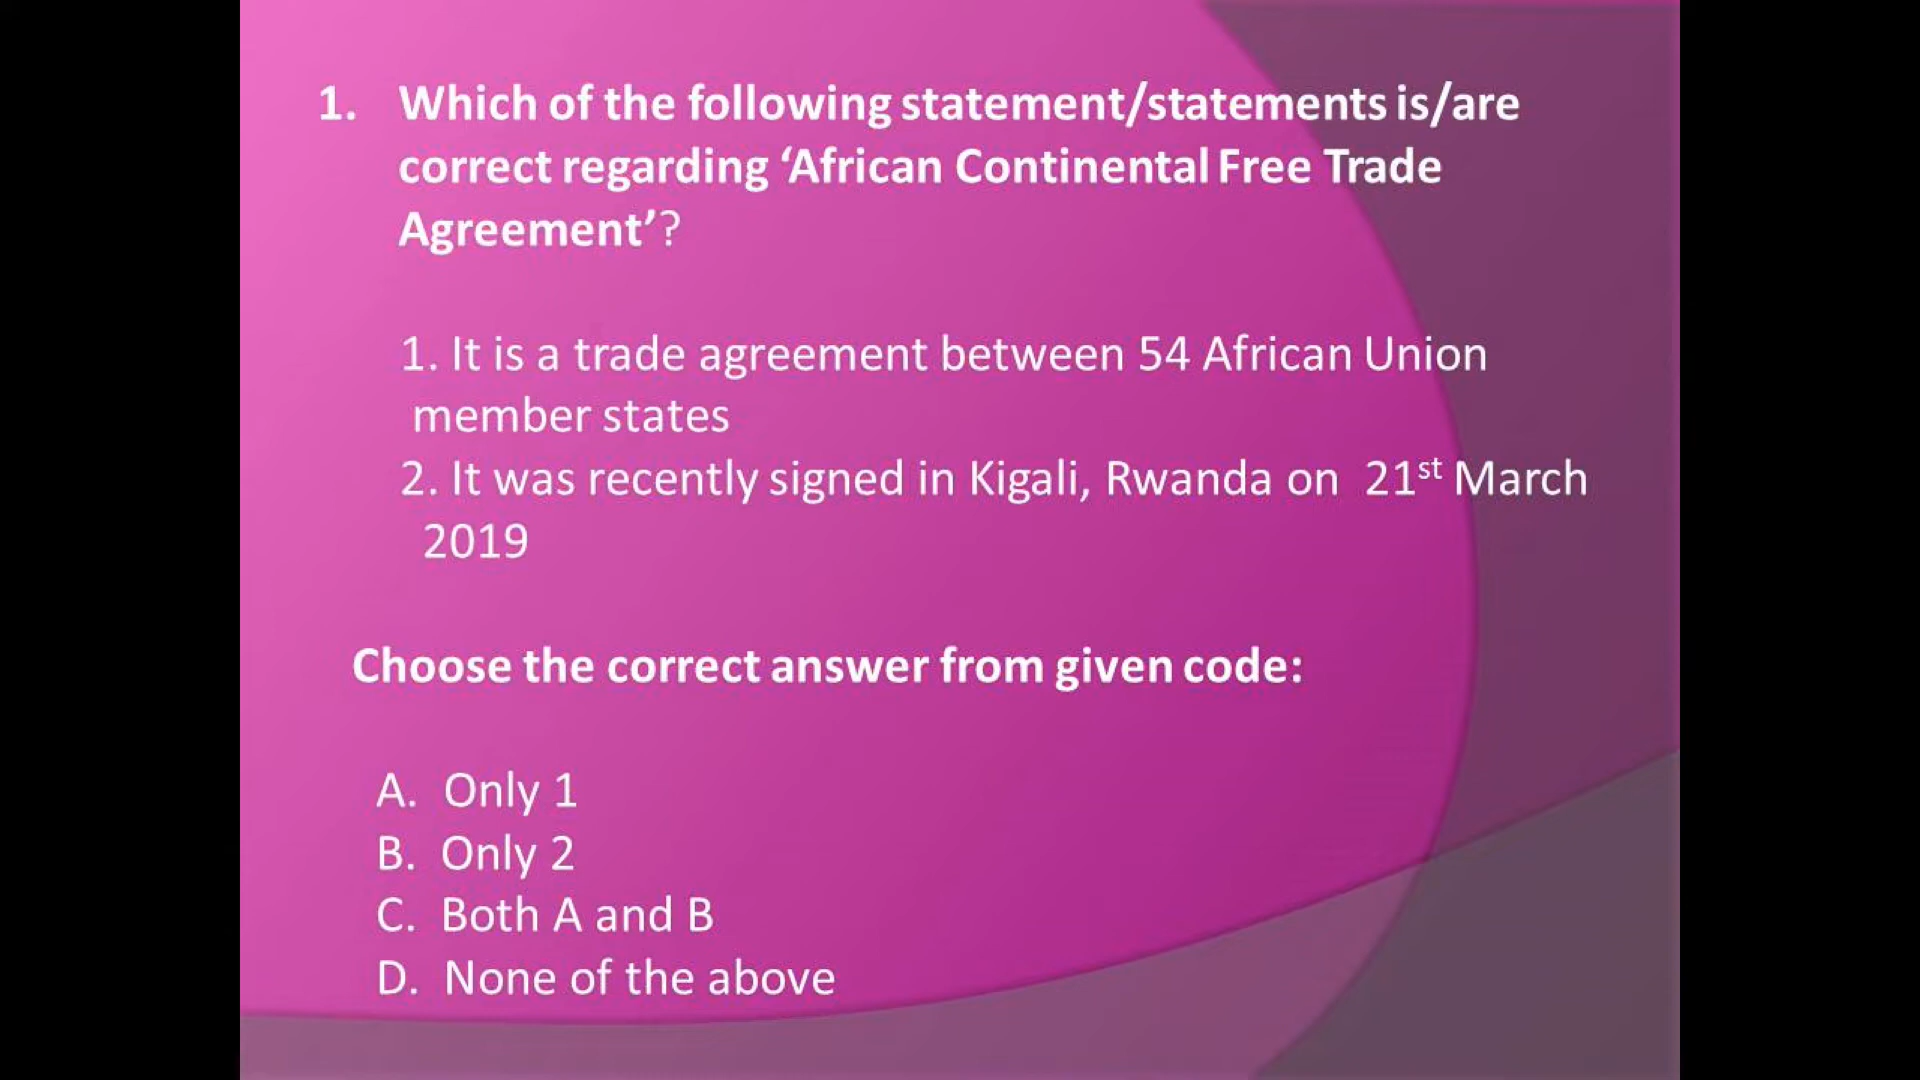 1. Which of the following statement/statements is/are
correct regarding ‘African Continental Free Trade
Agreement’?
1. It is a trade agreement between 54 African Union
member states
2. It was recently signed in Kigali, Rwanda on 21st March
2019
Choose the correct answer from given code:
A. Only 1
B. Only 2
C. Both A and B
D. None of the above